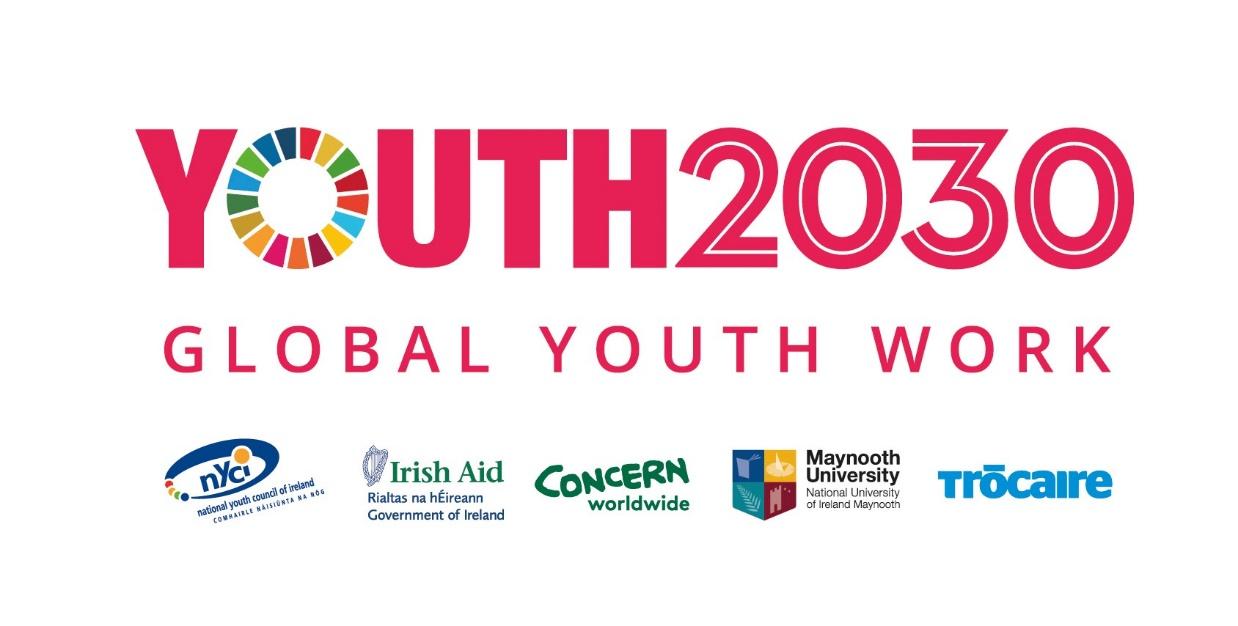 YOUTH2030
GLOBAL YOUTH WORK
nyci
national youth council of ireland
COMHAIRLE NÁISIÚNTA NA NÓG
Irish Aid
Rialtas na hÉireann
Government of Ireland
CONCERN
worldwide
Maynooth
University
National University
of Ireland Maynooth
Trōcaire